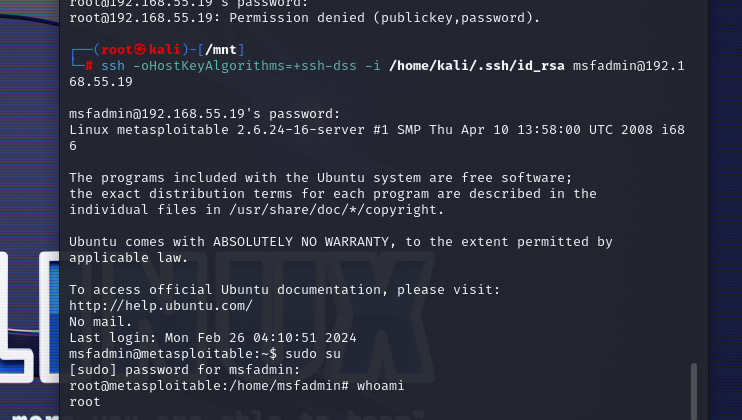 root@192.168.55.19's password:
root@192.168.55.19: Permission denied (publickey,password).
┌──(root㉿kali)-[/mnt]
└─# ssh -oHostKeyAlgorithms=+ssh-dss -i /home/kali/.ssh/id_rsa msfadmin@192.1
68.55.19
msfadmin@192.168.55.19's password:
Linux metasploitable 2.6.24-16-server #1 SMP Thu Apr 10 13:58:00 UTC 2008 i68
6
The programs included with the Ubuntu system are free software;
the exact distribution terms for each program are described in the
individual files in /usr/share/doc/*/copyright.
Ubuntu comes with ABSOLUTELY NO WARRANTY, to the extent permitted by
applicable law.
To access official Ubuntu documentation, please visit:
http://help.ubuntu.com/
No mail.
Last login: Mon Feb 26 04:10:51 2024
msfadmin@metasploitable:~$ sudo su
[sudo] password for msfadmin:
root@metasploitable:/home/msfadmin# whoami
root